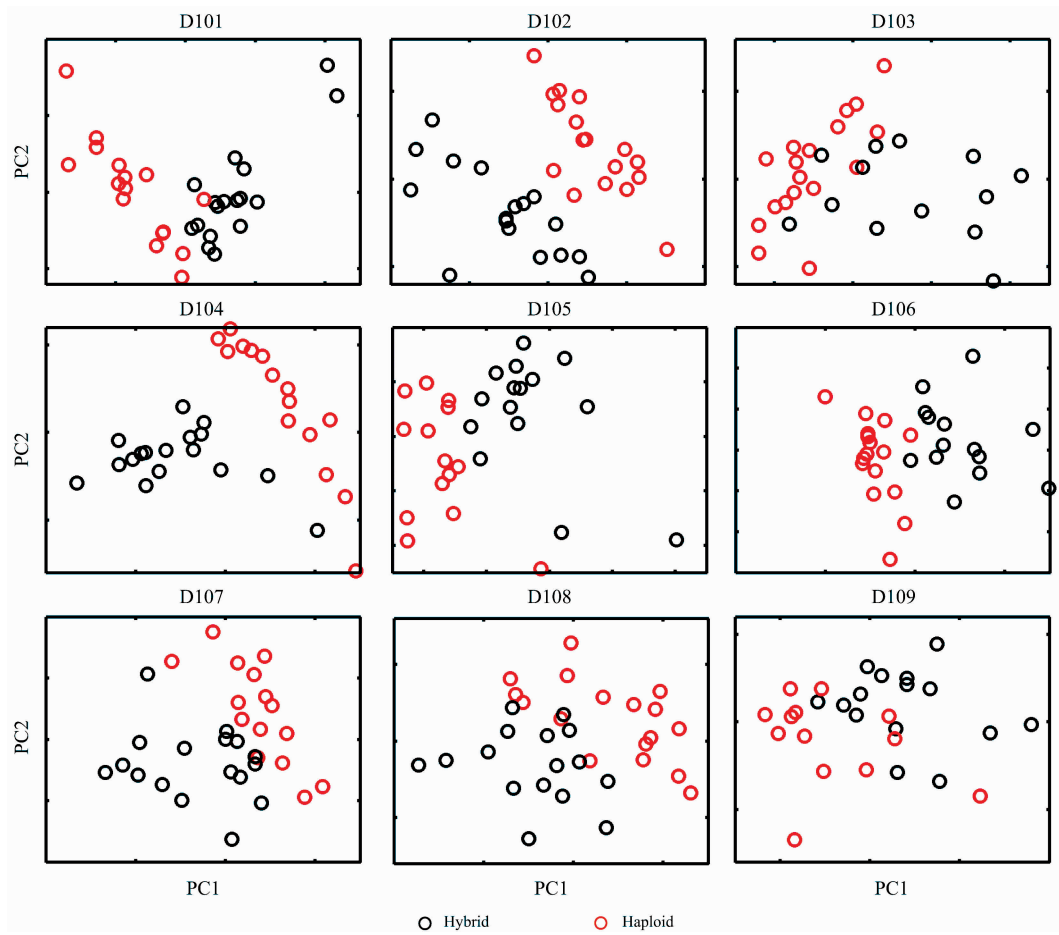 D101 D102 D103
PC2
D104 D105 D106
PC2
D107 D108 D109
PC2
PC1 PC1 PC1
Hybrid Haploid